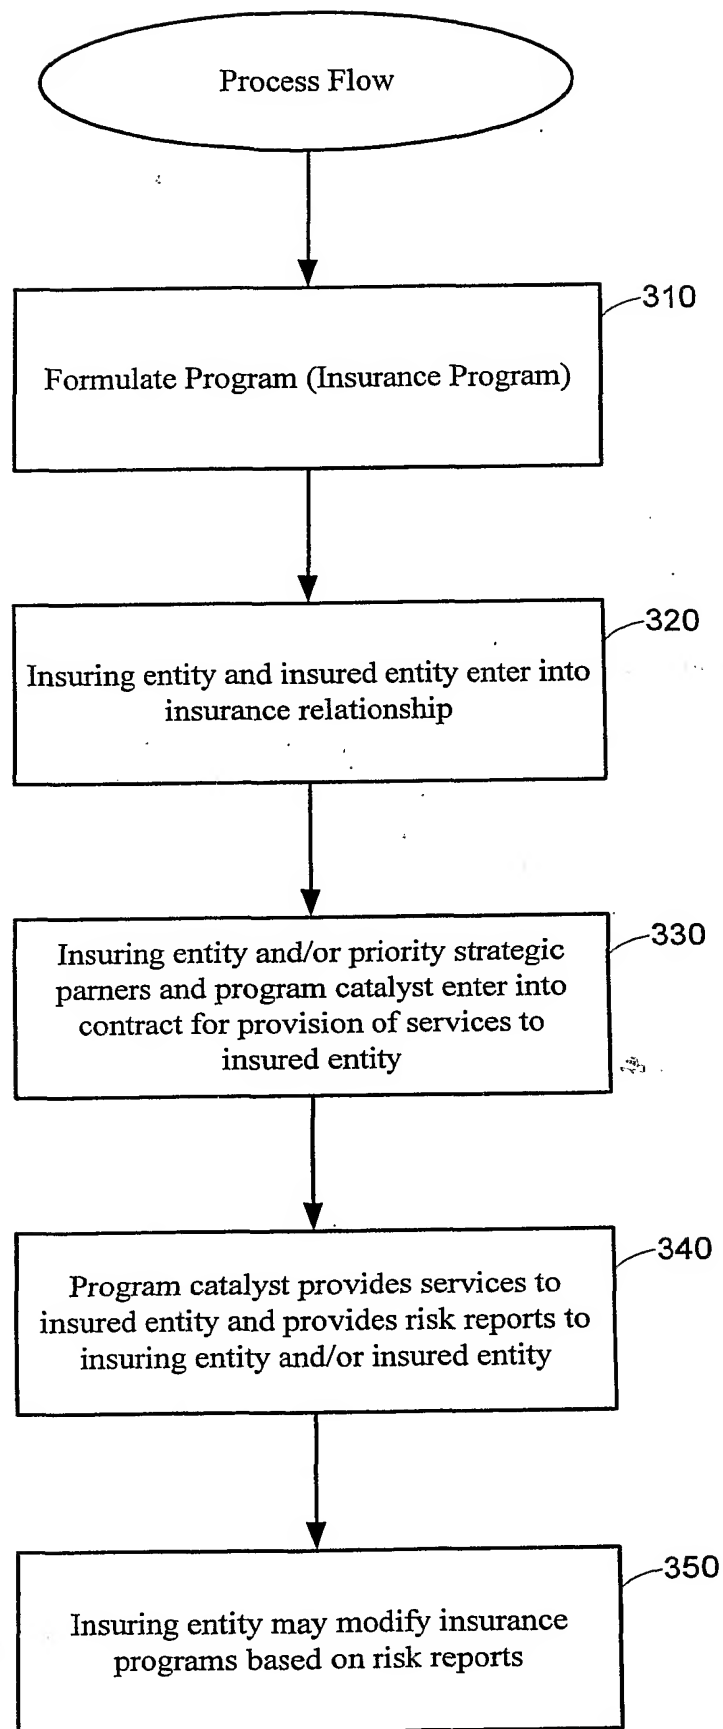 Process Flow
310
Formulate Program (Insurance Program)
320
Insuring entity and insured entity enter into
insurance relationship
330
Insuring entity and/or priority strategic
parners and program catalyst enter into
contract for provision of services to
insured entity
340
Program catalyst provides services to
insured entity and provides risk reports to
insuring entity and/or insured entity
350
Insuring entity may modify insurance
programs based on risk reports